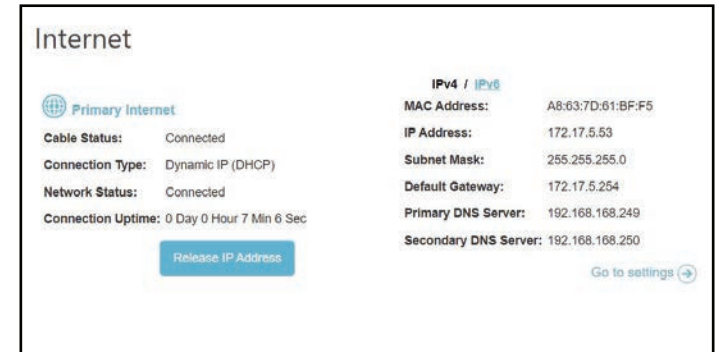 Internet
Primary Internet
Cable Status: Connected
Connection Type: Dynamic IP (DHCP)
Network Status: Connected
Connection Uptime: 0 Day 0 Hour 7 Min 6 Sec
Release IP Address
IPv4 / IPv6
MAC Address: A8:63:7D:61:BF:F5
IP Address: 172.17.5.53
Subnet Mask: 255.255.255.0
Default Gateway: 172.17.5.254
Primary DNS Server: 192.168.168.249
Secondary DNS Server: 192.168.168.250
Go to settings